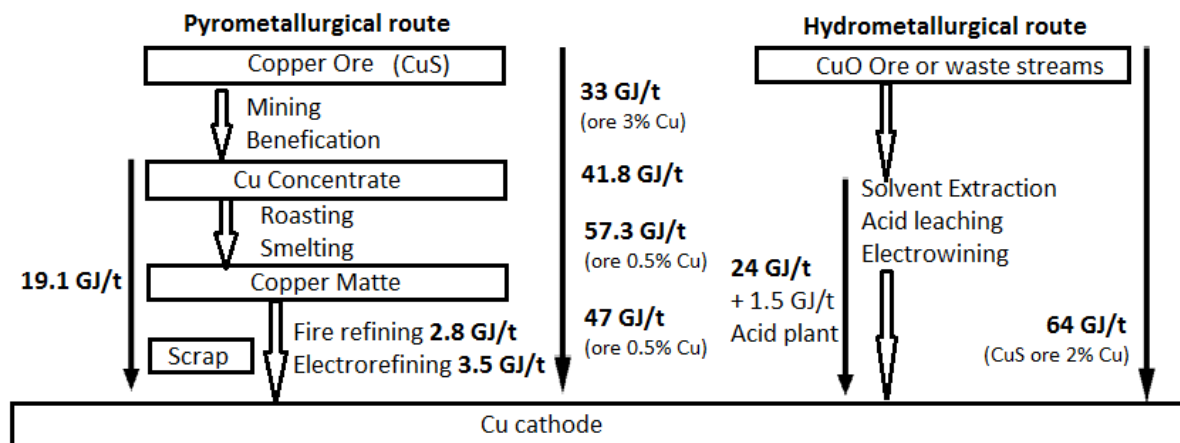 Pyrometallurgical route
Copper Ore (CuS)
Mining
Benefication
Cu Concentrate
Roasting
Smelting
Copper Matte
19.1 GJ/t
Scrap
Fire refining 2.8 GJ/t
Electrorefining 3.5 GJ/t
33 GJ/t
(ore 3% Cu)
41.8 GJ/t
57.3 GJ/t
(ore 0.5% Cu)
47 GJ/t
(ore 0.5% Cu)
Hydrometallurgical route
CuO Ore or waste streams
Solvent Extraction
Acid leaching
Electrowining
24 GJ/t
+ 1.5 GJ/t
Acid plant
64 GJ/t
(CuS ore 2% Cu)
Cu cathode